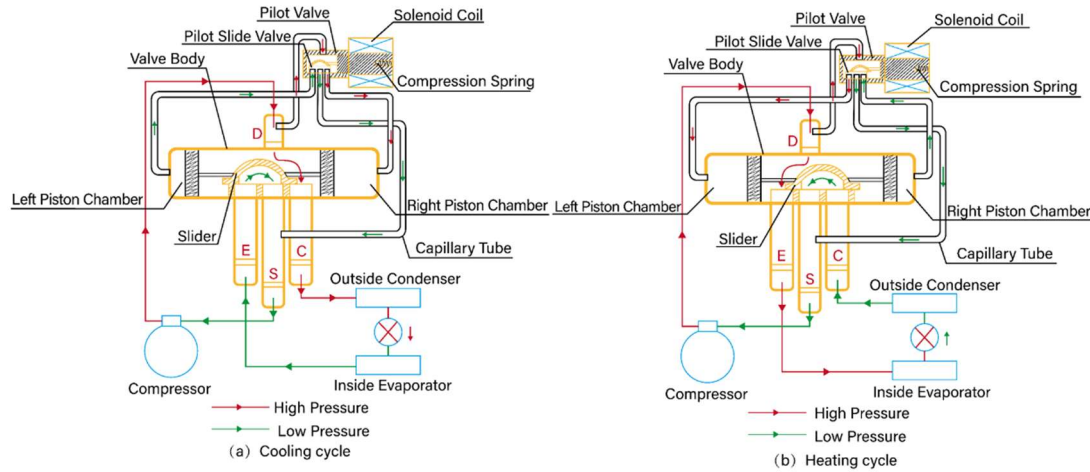 Pilot Valve
Solenoid Coil
Pilot Slide Valve
Valve Body
Compression Spring
D
Left Piston Chamber
Right Piston Chamber
Slider
Capillary Tube
E
S
C
Outside Condenser
Compressor
Inside Evaporator
High Pressure
Low Pressure
(a) Cooling cycle
Pilot Valve
Solenoid Coil
Pilot Slide Valve
Valve Body
Compression Spring
D
Left Piston Chamber
Right Piston Chamber
Slider
Capillary Tube
E
S
C
Outside Condenser
Compressor
Inside Evaporator
High Pressure
Low Pressure
(b) Heating cycle